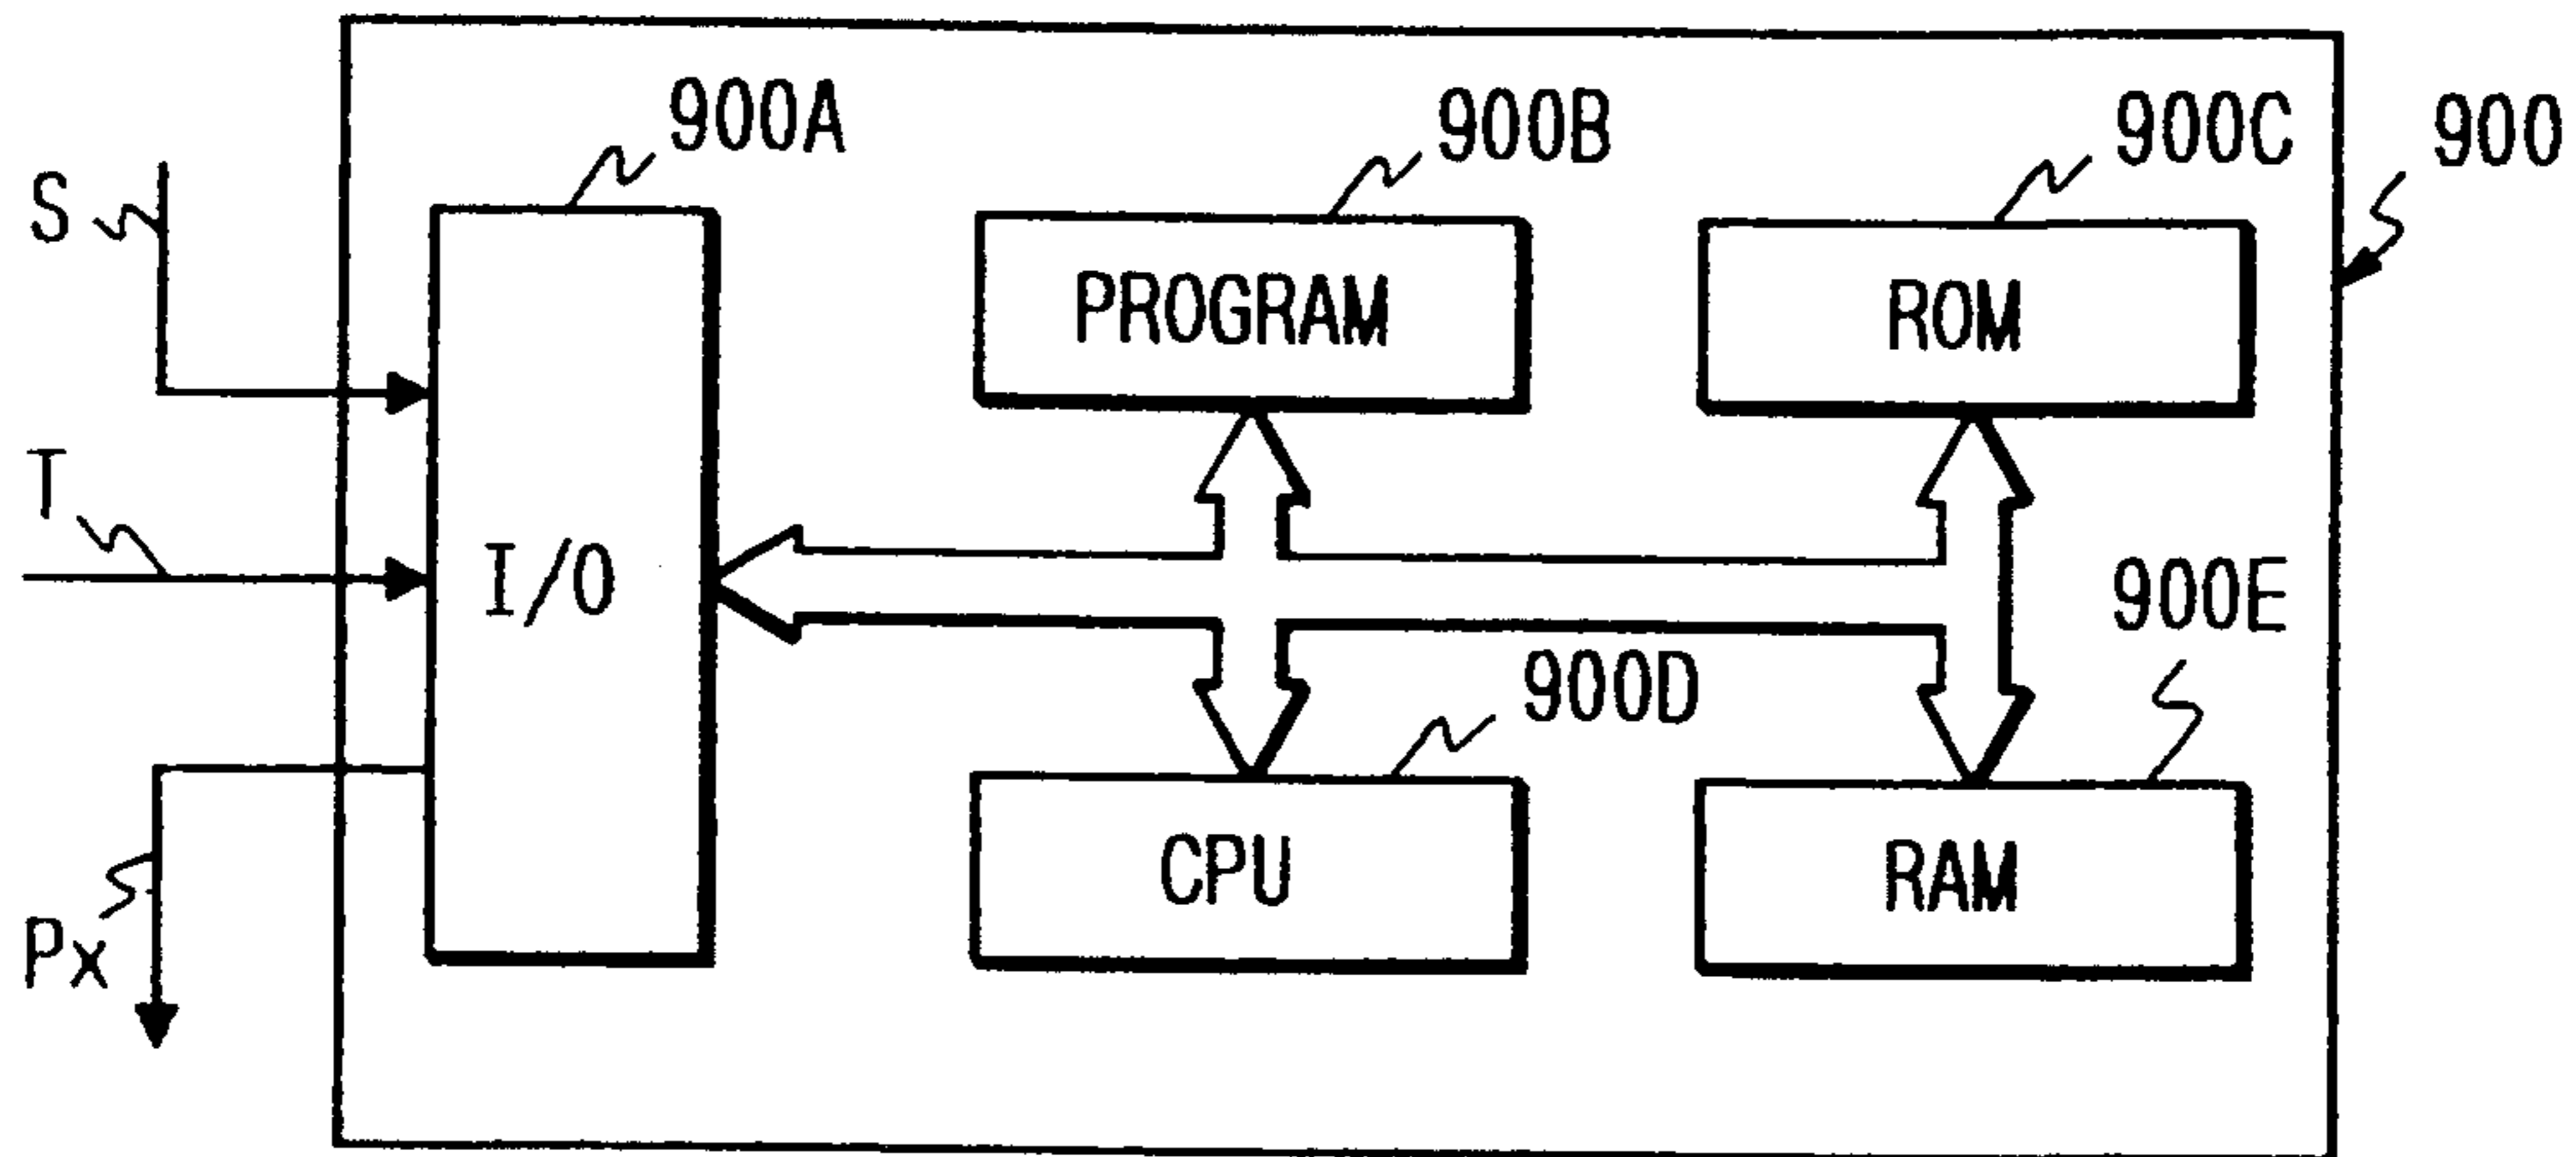 900A
900B
900C
900
S
PROGRAM
ROM
T
I/O
900E
900D
CPU
RAM
Px